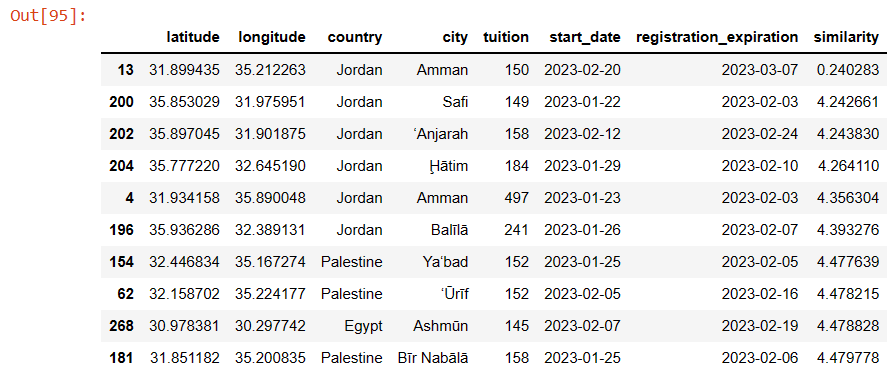 Out[95]:
latitude longitude country city tuition start_date registration_expiration similarity
13 31.899435 35.212263 Jordan Amman 150 2023-02-20 2023-03-07 0.240283
200 35.853029 31.975951 Jordan Safi 149 2023-01-22 2023-02-03 4.242661
202 35.897045 31.901875 Jordan ‘Anjarah 158 2023-02-12 2023-02-24 4.243830
204 35.777220 32.645190 Jordan Ḩātim 184 2023-01-29 2023-02-10 4.264110
4 31.934158 35.890048 Jordan Amman 497 2023-01-23 2023-02-03 4.356304
196 35.936286 32.389131 Jordan Balīlā 241 2023-01-26 2023-02-07 4.393276
154 32.446834 35.167274 Palestine Ya‘bad 152 2023-01-25 2023-02-05 4.477639
62 32.158702 35.224177 Palestine ‘Ūrīf 152 2023-02-05 2023-02-16 4.478215
268 30.978381 30.297742 Egypt Ashmūn 145 2023-02-07 2023-02-19 4.478828
181 31.851182 35.200835 Palestine Bīr Nabālā 158 2023-01-25 2023-02-06 4.479778